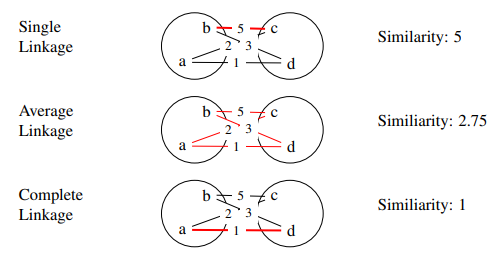 Single
Linkage
b 5 c
2 3
a 1 d
Similarity: 5
Average
Linkage
b 5 c
2 3
a 1 d
Similiarity: 2.75
Complete
Linkage
b 5 c
2 3
a 1 d
Similiarity: 1